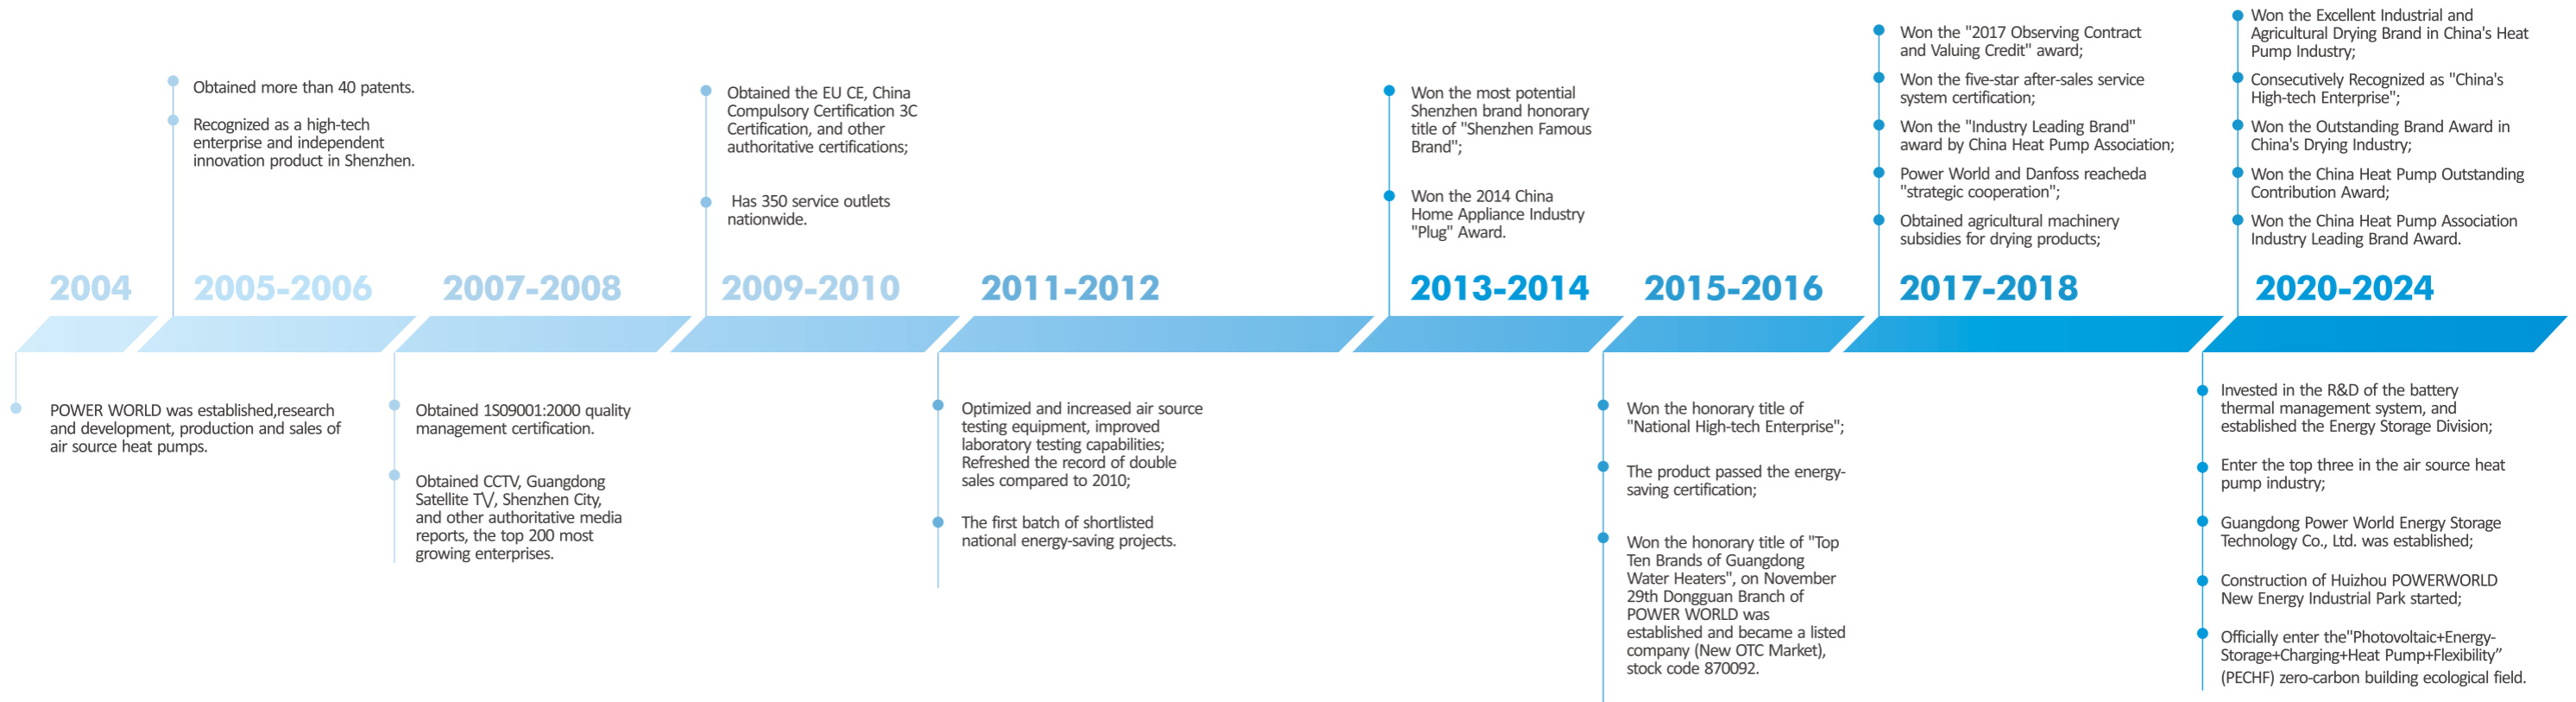 2004
POWER WORLD was established,research
and development, production and sales of
air source heat pumps.
Obtained more than 40 patents.
Recognized as a high-tech
enterprise and independent
innovation product in Shenzhen.
2005-2006
2007-2008
Obtained 1S09001:2000 quality
management certification.
Obtained CCTV, Guangdong
Satellite T\/, Shenzhen City,
and other authoritative media
reports, the top 200 most
growing enterprises.
Obtained the EU CE, China
Compulsory Certification 3C
Certification, and other
authoritative certifications;
Has 350 service outlets
nationwide.
2009-2010
2011-2012
Optimized and increased air source
testing equipment, improved
laboratory testing capabilities;
Refreshed the record of double
sales compared to 2010;
The first batch of shortlisted
national energy-saving projects.
Won the most potential
Shenzhen brand honorary
title of "Shenzhen Famous
Brand";
Won the 2014 China
Home Appliance Industry
"Plug" Award.
2013-2014
2015-2016
Won the honorary title of
"National High-tech Enterprise";
The product passed the energy-
saving certification;
Won the honorary title of "Top
Ten Brands of Guangdong
Water Heaters", on November
29th Dongguan Branch of
POWER WORLD was
established and became a listed
company (New OTC Market),
stock code 870092.
Won the "2017 Observing Contract
and Valuing Credit" award;
Won the five-star after-sales service
system certification;
Won the "Industry Leading Brand"
award by China Heat Pump Association;
Power World and Danfoss reacheda
"strategic cooperation";
Obtained agricultural machinery
subsidies for drying products;
2017-2018
Won the Excellent Industrial and
Agricultural Drying Brand in China's Heat
Pump Industry;
Consecutively Recognized as "China's
High-tech Enterprise";
Won the Outstanding Brand Award in
China's Drying Industry;
Won the China Heat Pump Outstanding
Contribution Award;
Won the China Heat Pump Association
Industry Leading Brand Award.
2020-2024
Invested in the R&D of the battery
thermal management system, and
established the Energy Storage Division;
Enter the top three in the air source heat
pump industry;
Guangdong Power World Energy Storage
Technology Co., Ltd. was established;
Construction of Huizhou POWERWORLD
New Energy Industrial Park started;
Officially enter the"Photovoltaic+Energy-
Storage+Charging+Heat Pump+Flexibility”
(PECHF) zero-carbon building ecological field.